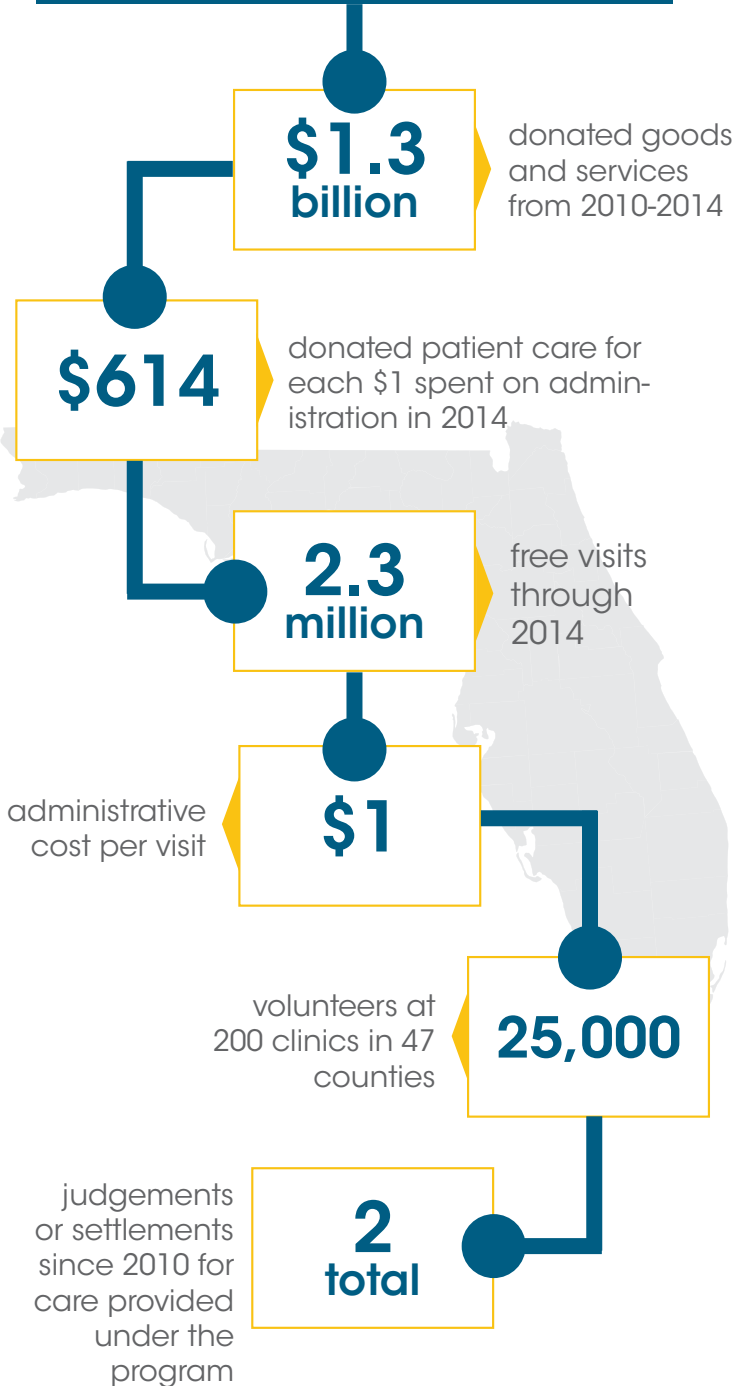 $1.3
billion
donated goods
and services
from 2010-2014
$614
donated patient care for
each $1 spent on admin-
istration in 2014
2.3
million
free visits
through
2014
administrative
cost per visit
$1
volunteers at
200 clinics in 47
counties
25,000
judgements
or settlements
since 2010 for
care provided
under the
program
2
total